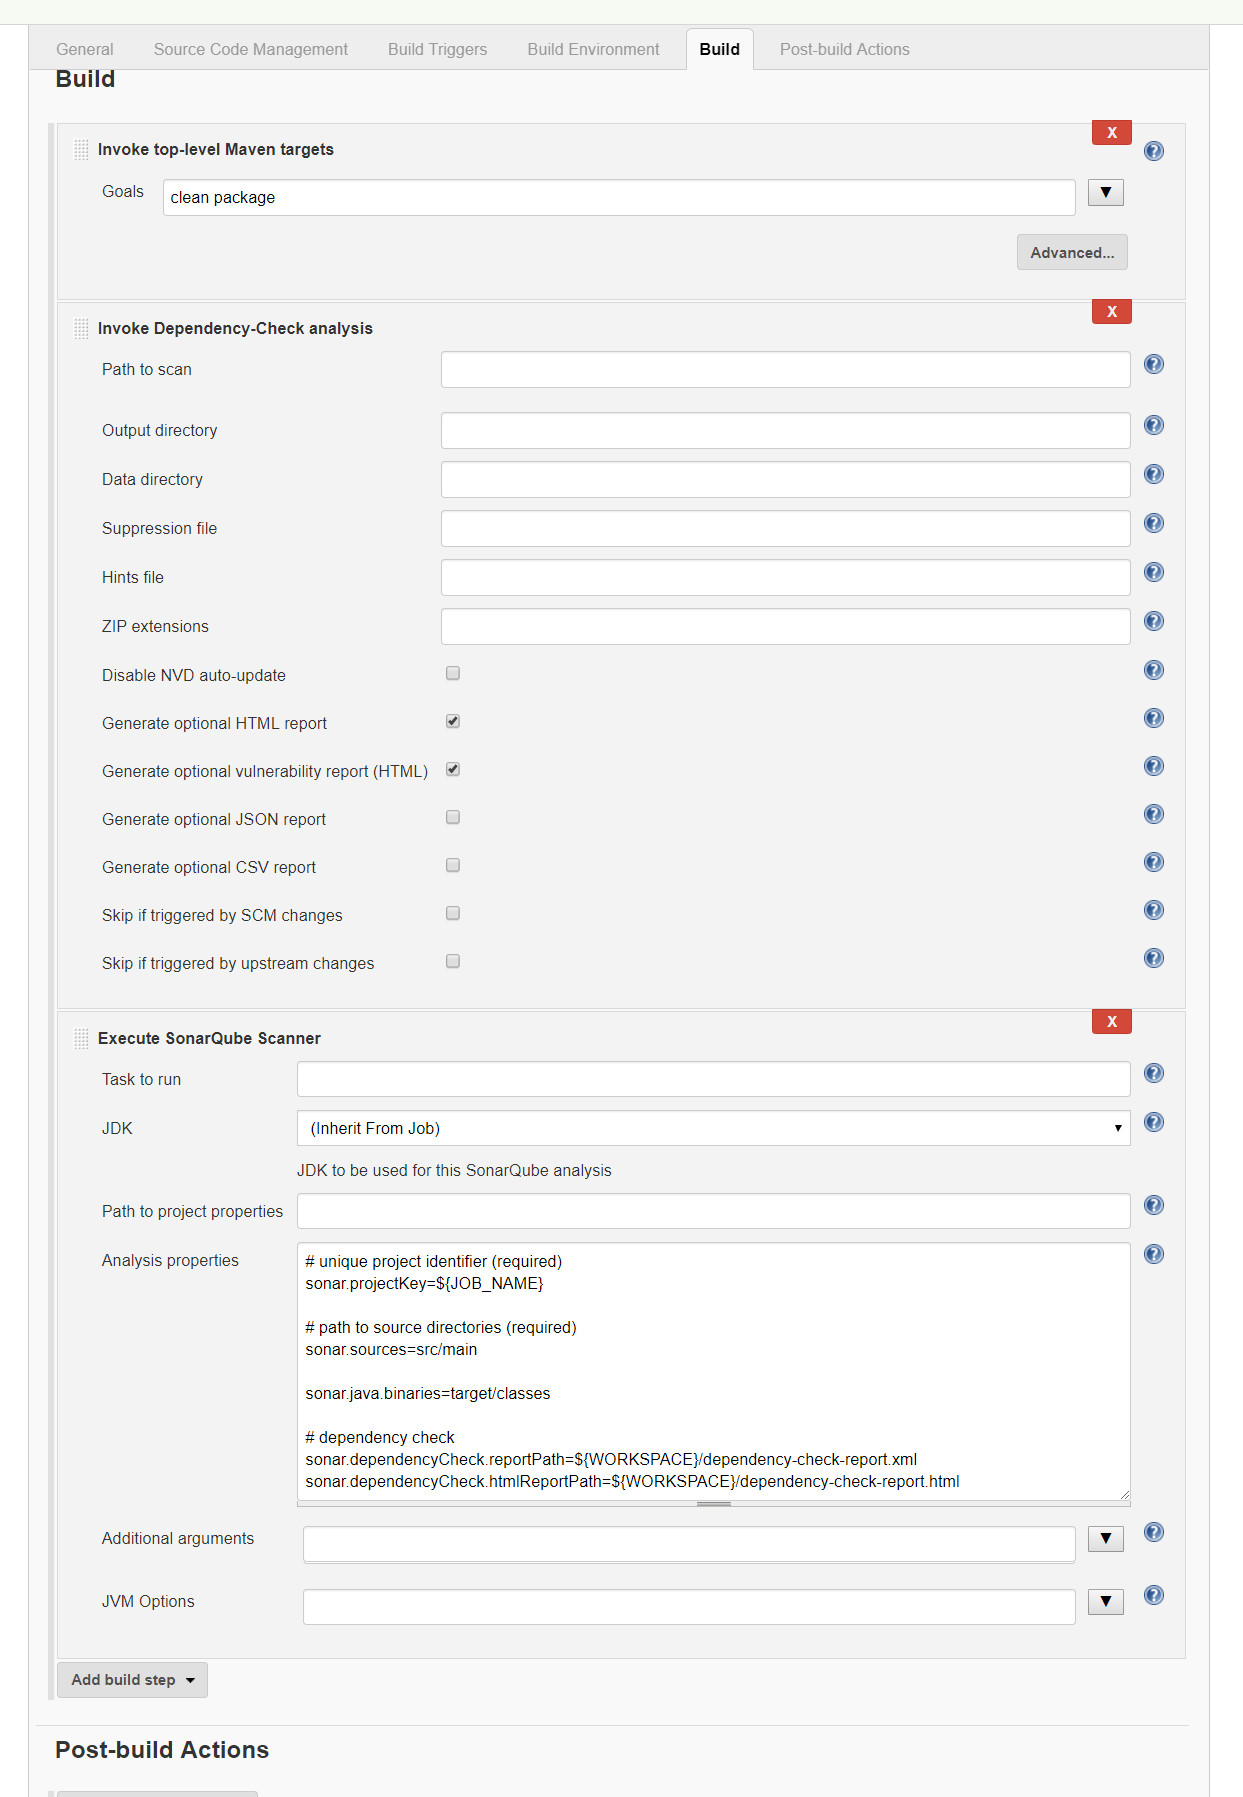 General Source Code Management Build Triggers Build Environment Build Post-build Actions
Build
X
Invoke top-level Maven targets
Goals clean package
Advanced...
X
Invoke Dependency-Check analysis
Path to scan
Output directory
Data directory
Suppression file
Hints file
ZIP extensions
Disable NVD auto-update
Generate optional HTML report
Generate optional vulnerability report (HTML)
Generate optional JSON report
Generate optional CSV report
Skip if triggered by SCM changes
Skip if triggered by upstream changes
X
Execute SonarQube Scanner
Task to run
JDK (Inherit From Job)
JDK to be used for this SonarQube analysis
Path to project properties
Analysis properties # unique project identifier (required)
sonar.projectKey=${JOB_NAME}
# path to source directories (required)
sonar.sources=src/main
sonar.java.binaries=target/classes
# dependency check
sonar.dependencyCheck.reportPath=${WORKSPACE}/dependency-check-report.xml
sonar.dependencyCheck.htmlReportPath=${WORKSPACE}/dependency-check-report.html
Additional arguments
JVM Options
Add build step
Post-build Actions